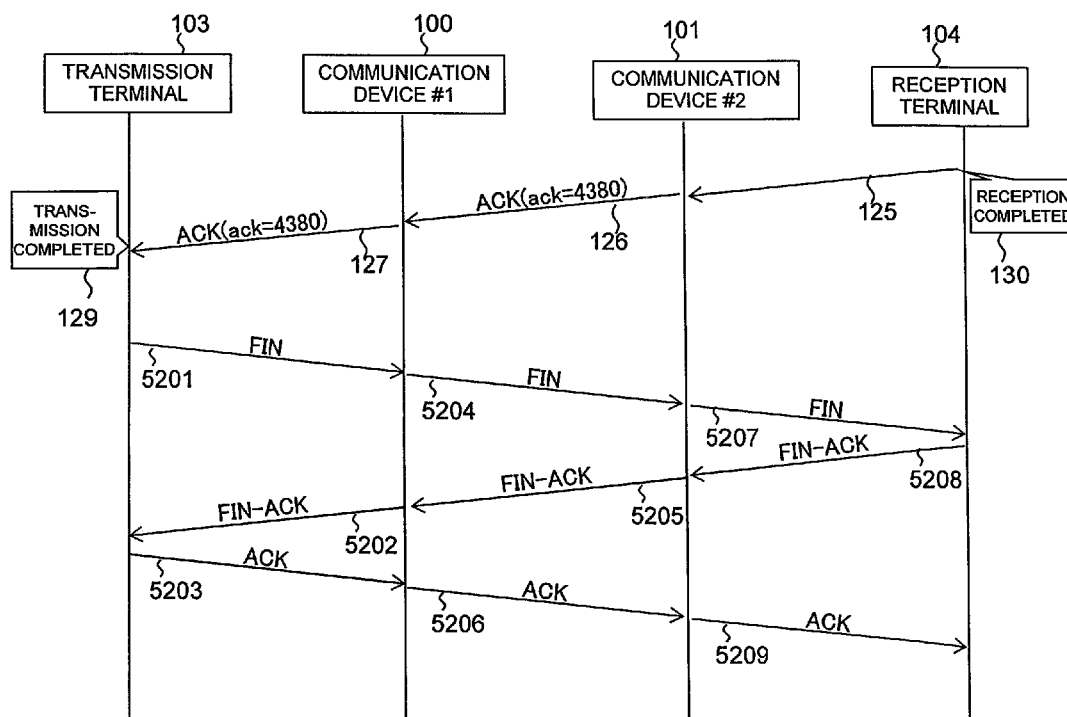 103
100
101
104
TRANSMISSION
TERMINAL
COMMUNICATION
DEVICE #1
COMMUNICATION
DEVICE #2
RECEPTION
TERMINAL
TRANS-
MISSION
COMPLETED
129
ACK(ack=4380)
127
ACK(ack=4380)
126
125
RECEPTION
COMPLETED
130
FIN
5201
FIN
5204
FIN
5207
FIN-ACK
5208
FIN-ACK
5205
FIN-ACK
5202
ACK
5203
ACK
5206
ACK
5209